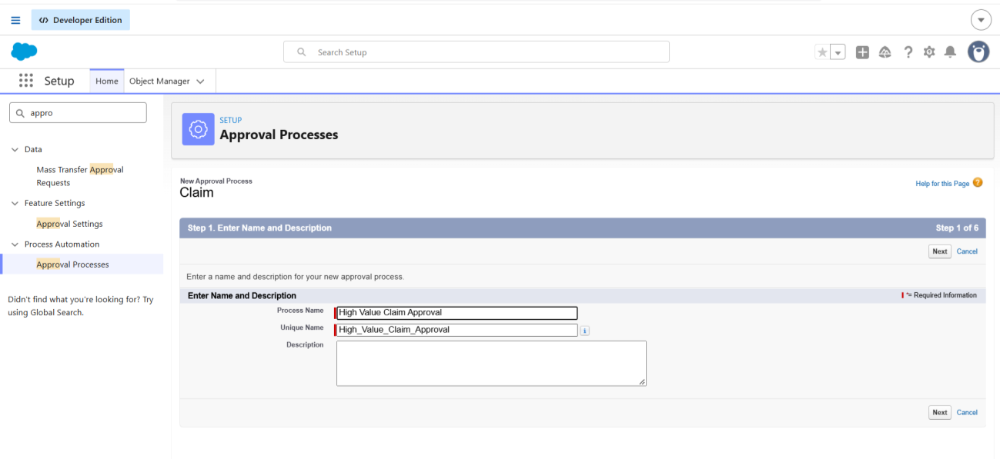 </> Developer Edition
Search Setup
Setup
Home
Object Manager
appro
Data
Mass Transfer Approval
Requests
Feature Settings
Approval Settings
Process Automation
Approval Processes
Didn't find what you're looking for? Try
using Global Search.
SETUP
Approval Processes
New Approval Process
Claim
Help for this Page ?
Step 1. Enter Name and Description Step 1 of 6
Next Cancel
Enter a name and description for your new approval process.
Enter Name and Description = Required Information
Process Name High Value Claim Approval
Unique Name High_Value_Claim_Approval i
Description
Next Cancel